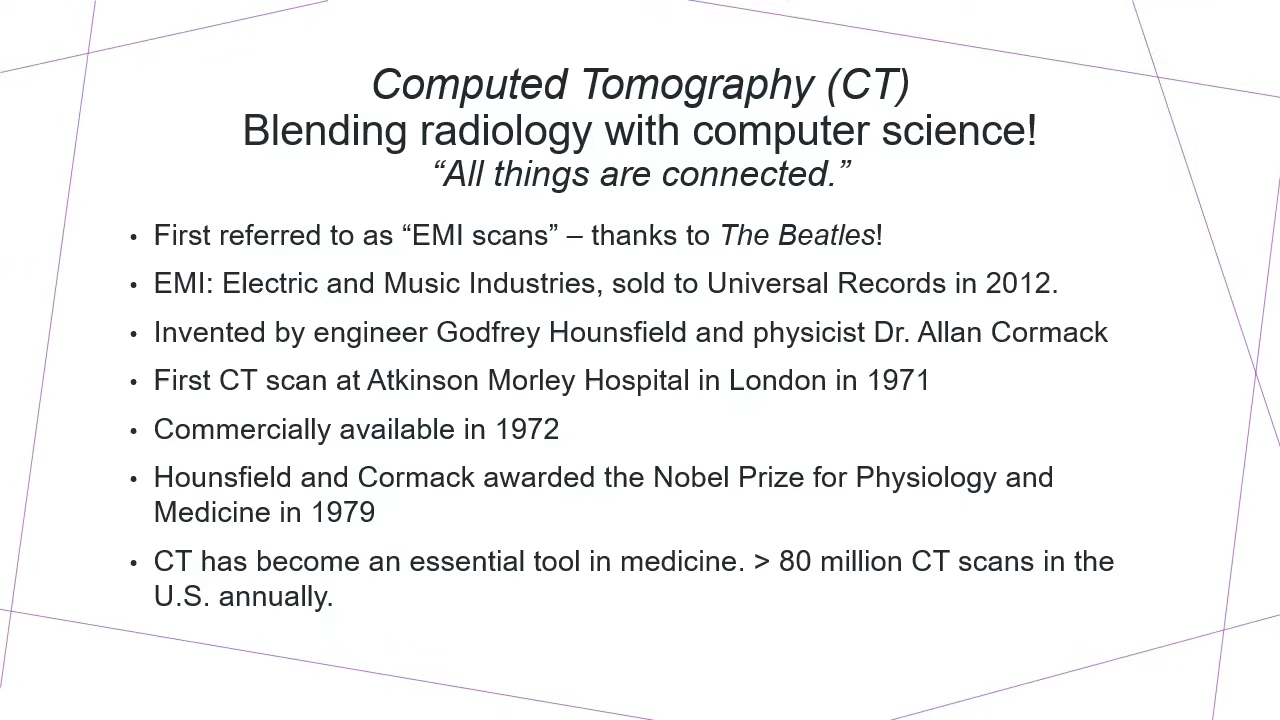 Computed Tomography (CT)
Blending radiology with computer science!
“All things are connected.”
• First referred to as “EMI scans” – thanks to The Beatles!
• EMI: Electric and Music Industries, sold to Universal Records in 2012.
• Invented by engineer Godfrey Hounsfield and physicist Dr. Allan Cormack
• First CT scan at Atkinson Morley Hospital in London in 1971
• Commercially available in 1972
• Hounsfield and Cormack awarded the Nobel Prize for Physiology and
Medicine in 1979
• CT has become an essential tool in medicine. > 80 million CT scans in the
U.S. annually.